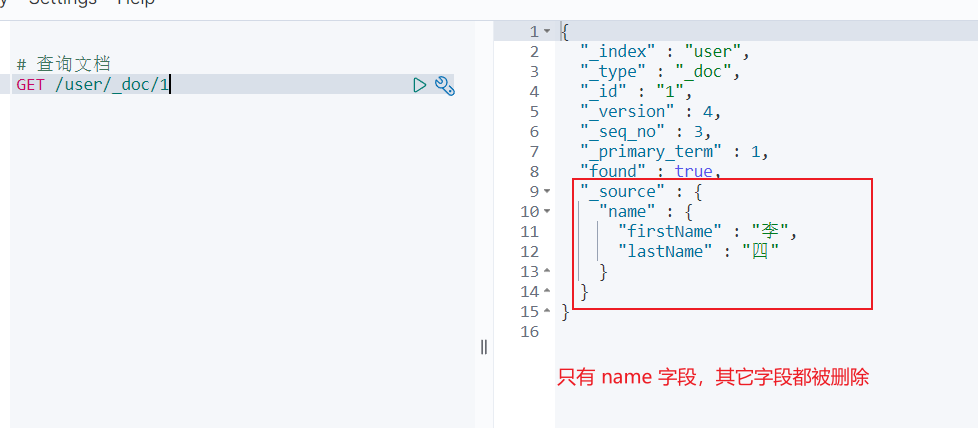 Settings Help
# 查询文档
GET /user/_doc/1
1 {
2 "_index" : "user",
3 "_type" : "_doc",
4 "_id" : "1",
5 "_version" : 4,
6 "_seq_no" : 3,
7 "_primary_term" : 1,
8 "found" : true,
9 "_source" : {
10 "name" : {
11 "firstName" : "李",
12 "lastName" : "四"
13 }
14 }
15 }
16
只有 name 字段，其它字段都被删除